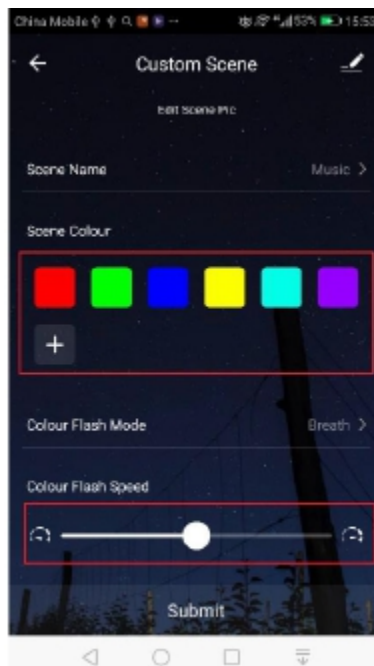 China Mobile 53% 15:53
Custom Scene
Edit Scene Pic
Scene Name Music >
Scene Colour
+
Colour Flash Mode Breath >
Colour Flash Speed
Submit